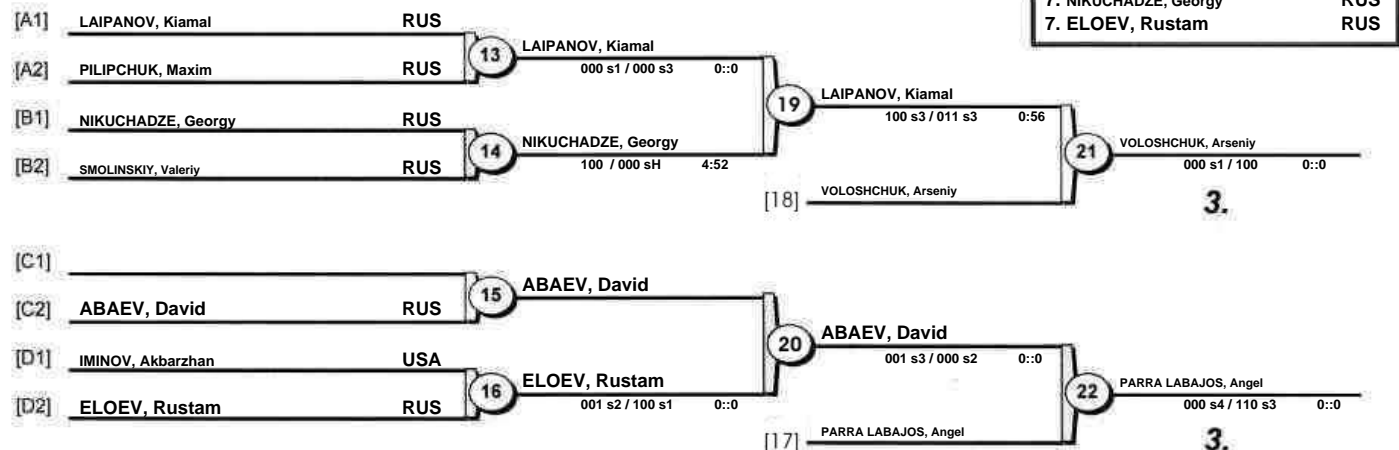 7. NIKUCHADZE, Georgy RUS
7. ELOEV, Rustam RUS
[A1] LAIPANOV, Kiamal RUS
13 LAIPANOV, Kiamal
000 s1 / 000 s3 0::0
[A2] PILIPCHUK, Maxim RUS
19 LAIPANOV, Kiamal
100 s3 / 011 s3 0:56
[B1] NIKUCHADZE, Georgy RUS
14 NIKUCHADZE, Georgy
100 / 000 sH 4:52
[B2] SMOLINSKIY, Valeriy RUS
21 VOLOSHCHUK, Arseniy
000 s1 / 100 0::0
[18] VOLOSHCHUK, Arseniy
3.
[C1]
15 ABAEV, David
[C2] ABAEV, David RUS
20 ABAEV, David
001 s3 / 000 s2 0::0
[D1] IMINOV, Akbarzhan USA
16 ELOEV, Rustam
001 s2 / 100 s1 0::0
[D2] ELOEV, Rustam RUS
22 PARRA LABAJOS, Angel
000 s4 / 110 s3 0::0
[17] PARRA LABAJOS, Angel
3.